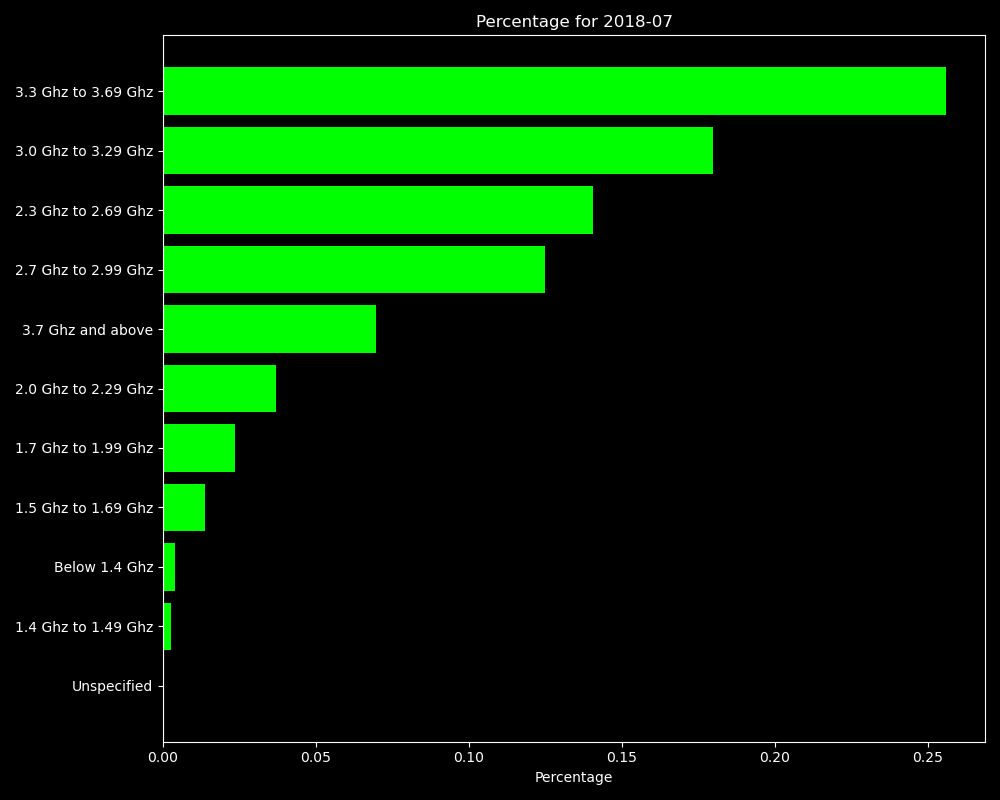 Percentage for 2018-07
3.3 Ghz to 3.69 Ghz
3.0 Ghz to 3.29 Ghz
2.3 Ghz to 2.69 Ghz
2.7 Ghz to 2.99 Ghz
3.7 Ghz and above
2.0 Ghz to 2.29 Ghz
1.7 Ghz to 1.99 Ghz
1.5 Ghz to 1.69 Ghz
Below 1.4 Ghz
1.4 Ghz to 1.49 Ghz
Unspecified
0.00 0.05 0.10 0.15 0.20 0.25
Percentage